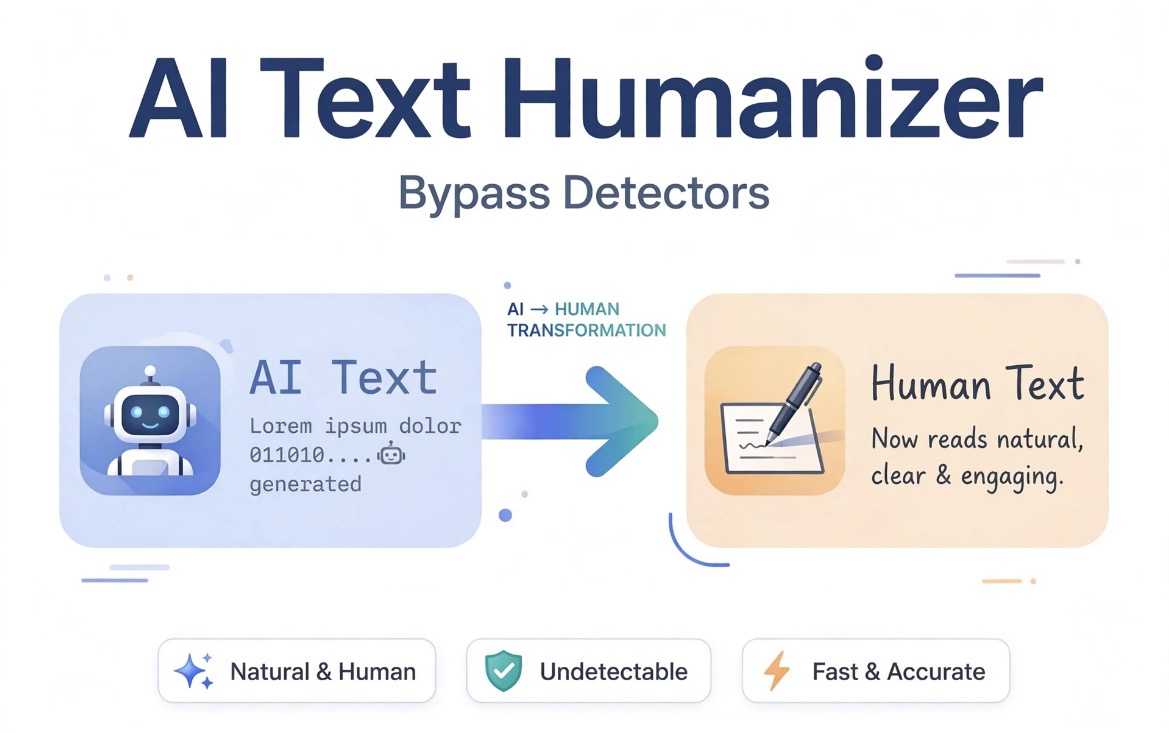 AI Text Humanizer
Bypass Detectors
AI → HUMAN
TRANSFORMATION
AI Text
Lorem ipsum dolor
011010....
generated
Human Text
Now reads natural,
clear & engaging.
Natural & Human
Undetectable
Fast & Accurate